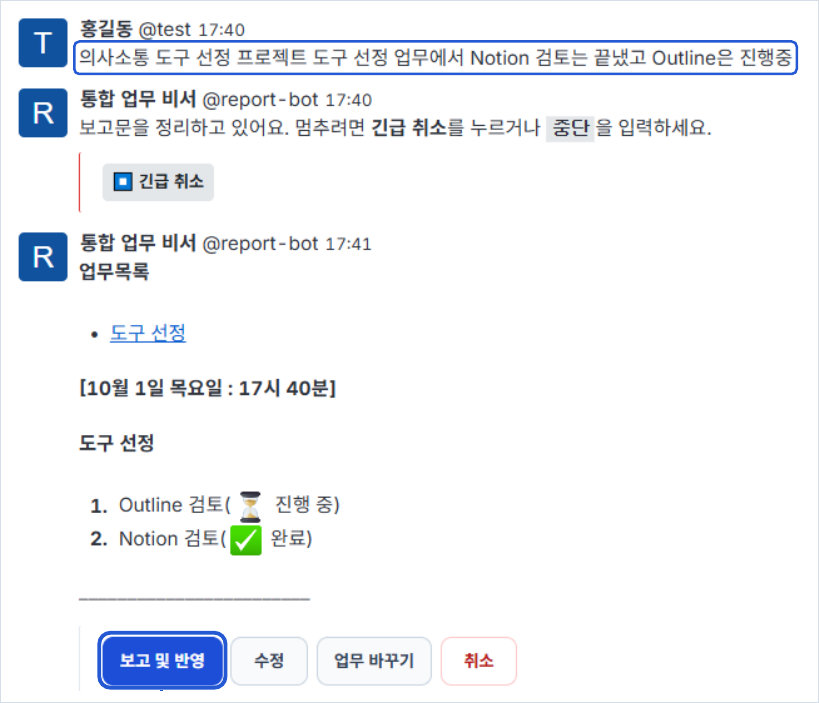 T 홍길동 @test 17:40
의사소통 도구 선정 프로젝트 도구 선정 업무에서 Notion 검토는 끝냈고 Outline은 진행중
R 통합 업무 비서 @report-bot 17:40
보고문을 정리하고 있어요. 멈추려면 긴급 취소를 누르거나 중단 을 입력하세요.
긴급 취소
R 통합 업무 비서 @report-bot 17:41
업무목록
• 도구 선정
[10월 1일 목요일 : 17시 40분]
도구 선정
1. Outline 검토(⏳ 진행 중)
2. Notion 검토(✅ 완료)
보고 및 반영 수정 업무 바꾸기 취소